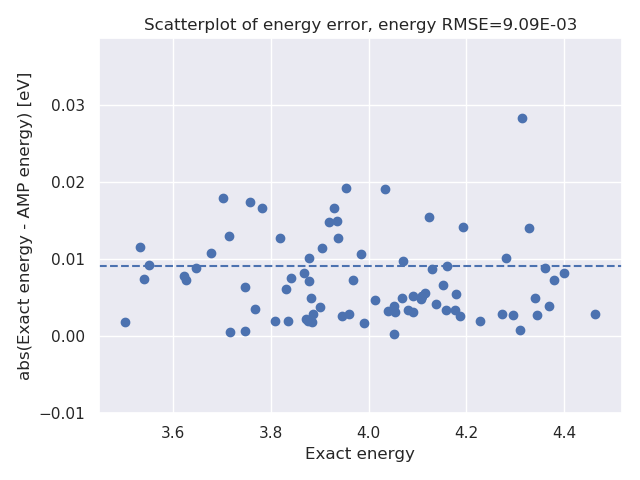 Scatterplot of energy error, energy RMSE=9.09E-03
abs(Exact energy - AMP energy) [eV]
0.03
0.02
0.01
0.00
−0.01
3.6 3.8 4.0 4.2 4.4
Exact energy